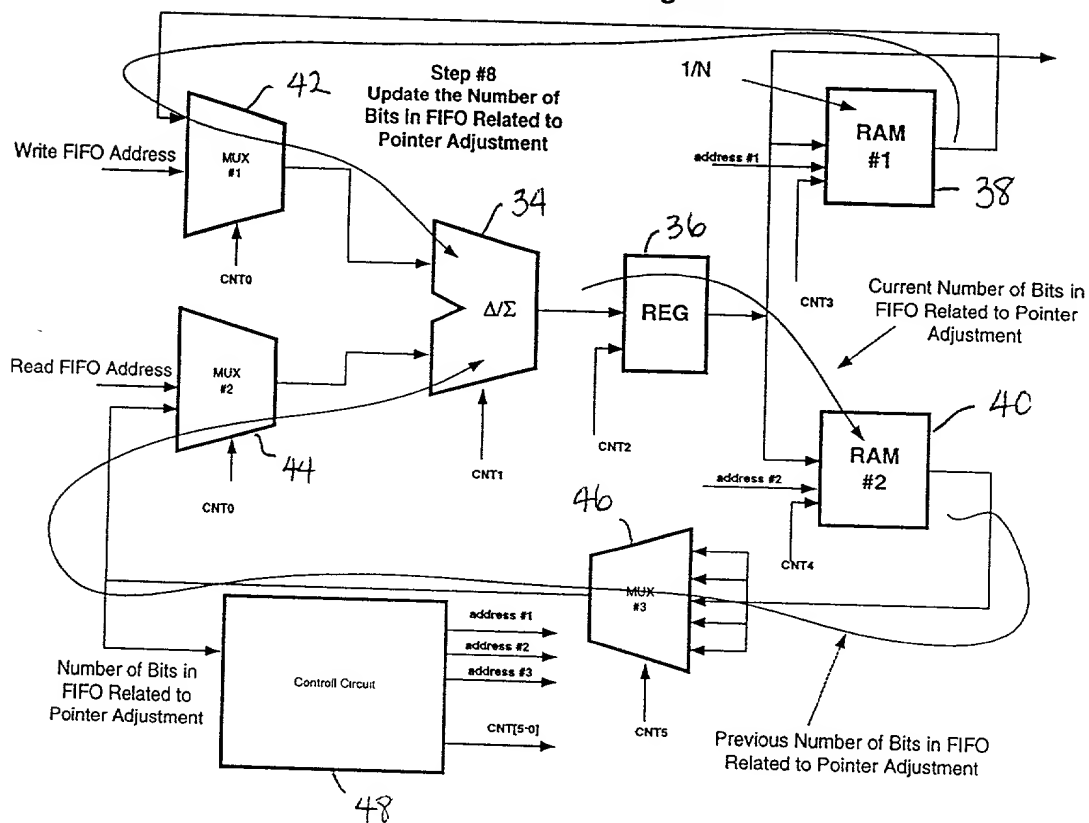 Step #8
Update the Number of
Bits in FIFO Related to
Pointer Adjustment
42
MUX
#1
Write FIFO Address
CNT0
1/N
RAM
#1
address #1
38
CNT3
34
Δ/Σ
CNT1
36
REG
CNT2
Current Number of Bits in
FIFO Related to Pointer
Adjustment
Read FIFO Address
MUX
#2
44
CNT0
40
RAM
#2
address #2
CNT4
46
MUX
#3
CNT5
Number of Bits in
FIFO Related to
Pointer Adjustment
Controll Circuit
address #1
address #2
address #3
CNT[5-0]
48
Previous Number of Bits in FIFO
Related to Pointer Adjustment